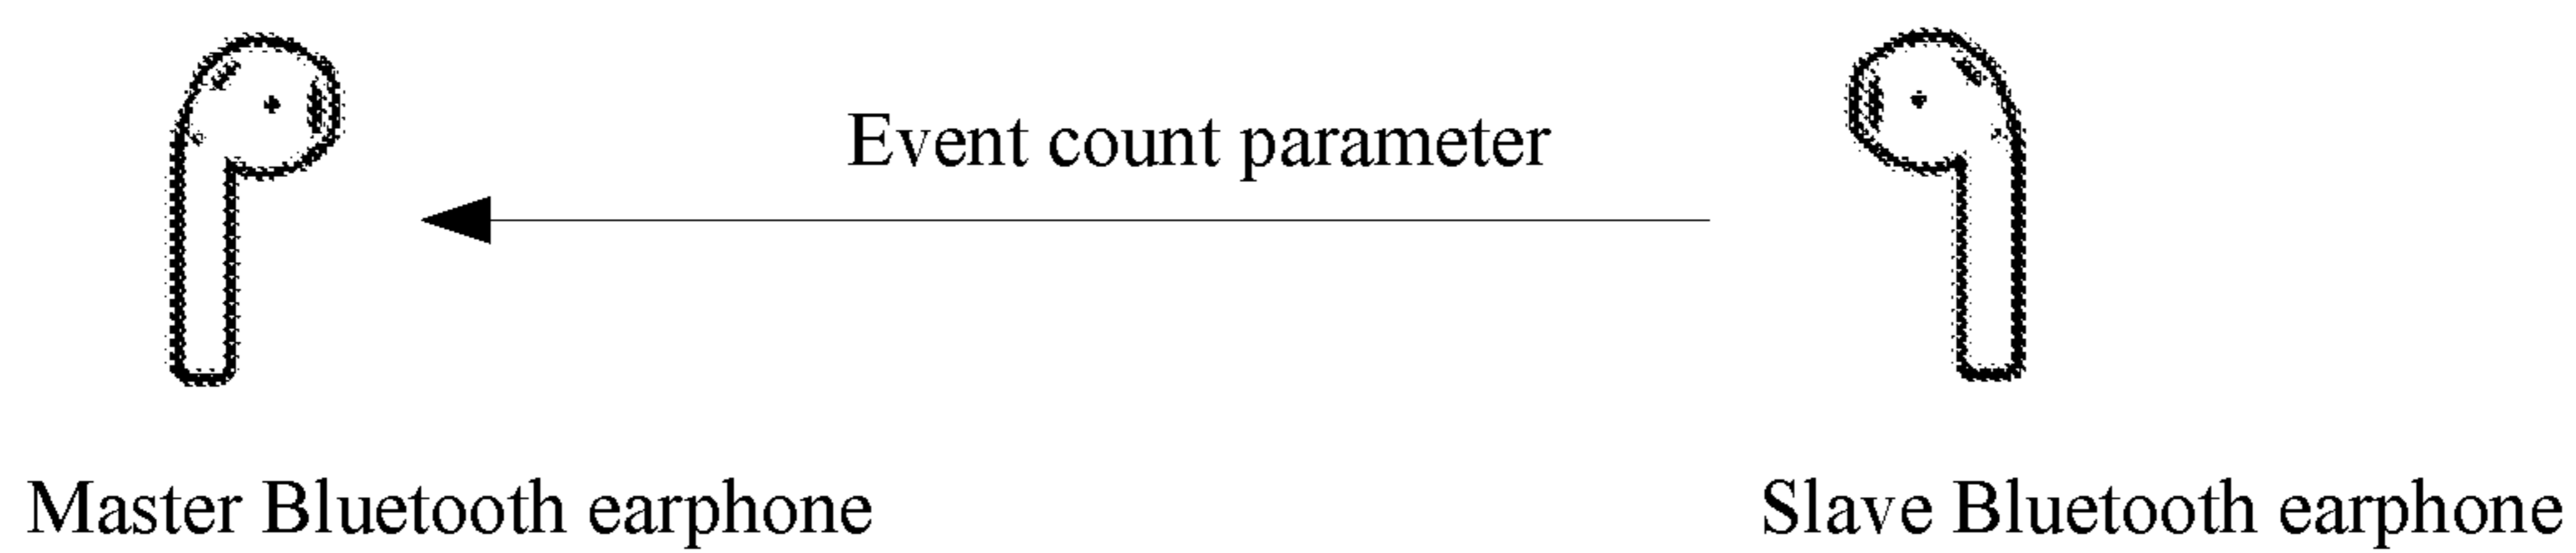 Event count parameter
Master Bluetooth earphone
Slave Bluetooth earphone